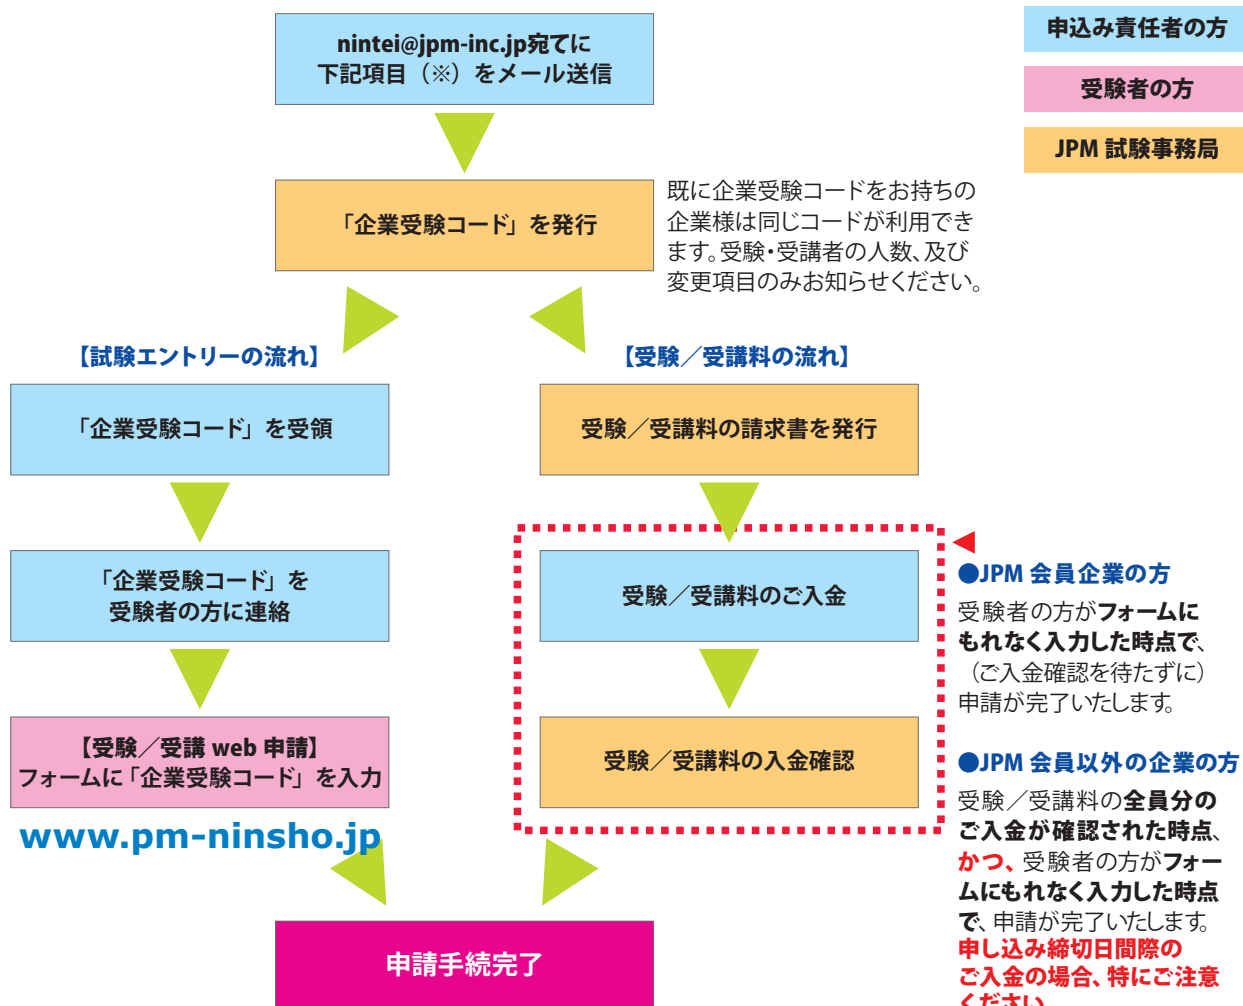 nintei@jpm-inc.jp宛てに
下記項目（※）をメール送信
申込み責任者の方
受験者の方
JPM 試験事務局
「企業受験コード」を発行
既に企業受験コードをお持ちの
企業様は同じコードが利用でき
ます。受験・受講者の人数、及び
変更項目のみお知らせください。
【試験エントリーの流れ】
「企業受験コード」を受領
「企業受験コード」を
受験者の方に連絡
【受験／受講 web 申請】
フォームに「企業受験コード」を入力
www.pm-ninsho.jp
【受験／受講料の流れ】
受験／受講料の請求書を発行
受験／受講料のご入金
受験／受講料の入金確認
●JPM 会員企業の方
受験者の方がフォームに
もれなく入力した時点で、
（ご入金確認を待たずに）
申請が完了いたします。
●JPM 会員以外の企業の方
受験／受講料の全員分の
ご入金が確認された時点、
かつ、受験者の方がフォー
ムにもれなく入力した時点
で、申請が完了いたします。
申し込み締切日間際の
ご入金の場合、特にご注意
ください
申請手続完了